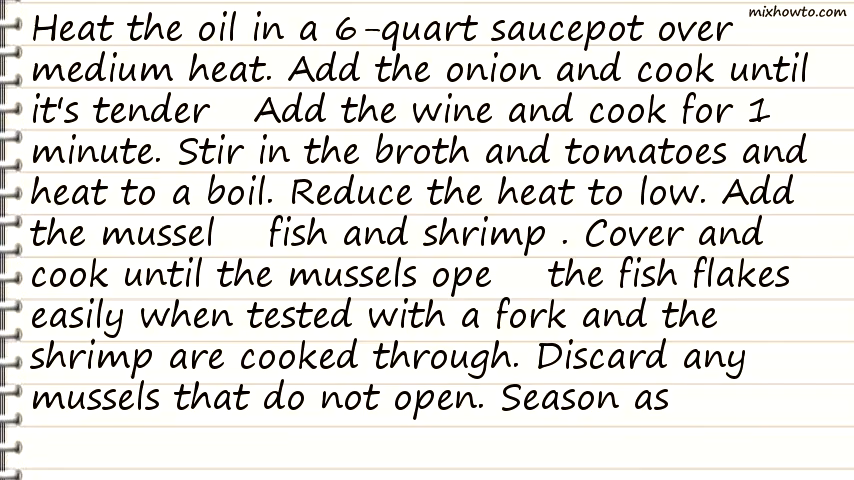 mixhowto.com
Heat the oil in a 6-quart saucepot over
medium heat. Add the onion and cook until
it's tender Add the wine and cook for 1
minute. Stir in the broth and tomatoes and
heat to a boil. Reduce the heat to low. Add
the mussel fish and shrimp . Cover and
cook until the mussels ope the fish flakes
easily when tested with a fork and the
shrimp are cooked through. Discard any
mussels that do not open. Season as